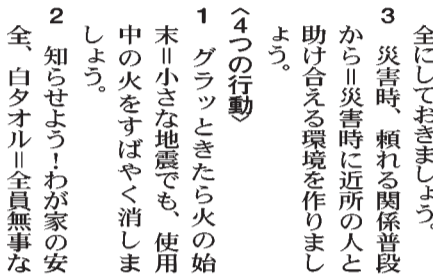 全にしておきましょう。
3　災害時、頼れる関係普段
から＝災害時に近所の人と
助け合える環境を作りまし
ょう。
〈4つの行動〉
1　グラッときたら火の始
末＝小さな地震でも、使用
中の火をすばやく消しま
しょう。
2　知らせよう！わが家の安
全、白タオル＝全員無事な